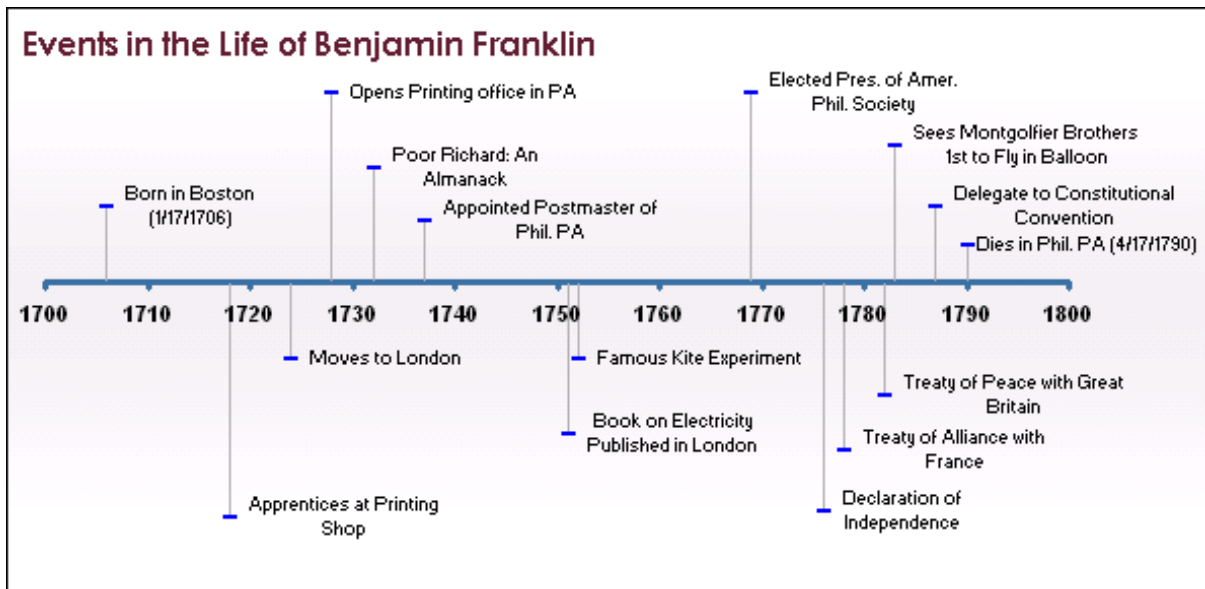 Events in the Life of Benjamin Franklin
Opens Printing office in PA
Elected Pres. of Amer.
Phil. Society
Sees Montgolfier Brothers
1st to Fly in Balloon
Poor Richard: An
Almanack
Born in Boston
(1/17/1706)
Appointed Postmaster of
Phil. PA
Delegate to Constitutional
Convention
Dies in Phil. PA (4/17/1790)
1700 1710 1720 1730 1740 1750 1760 1770 1780 1790 1800
Moves to London
Famous Kite Experiment
Treaty of Peace with Great
Britain
Book on Electricity
Published in London
Treaty of Alliance with
France
Apprentices at Printing
Shop
Declaration of
Independence